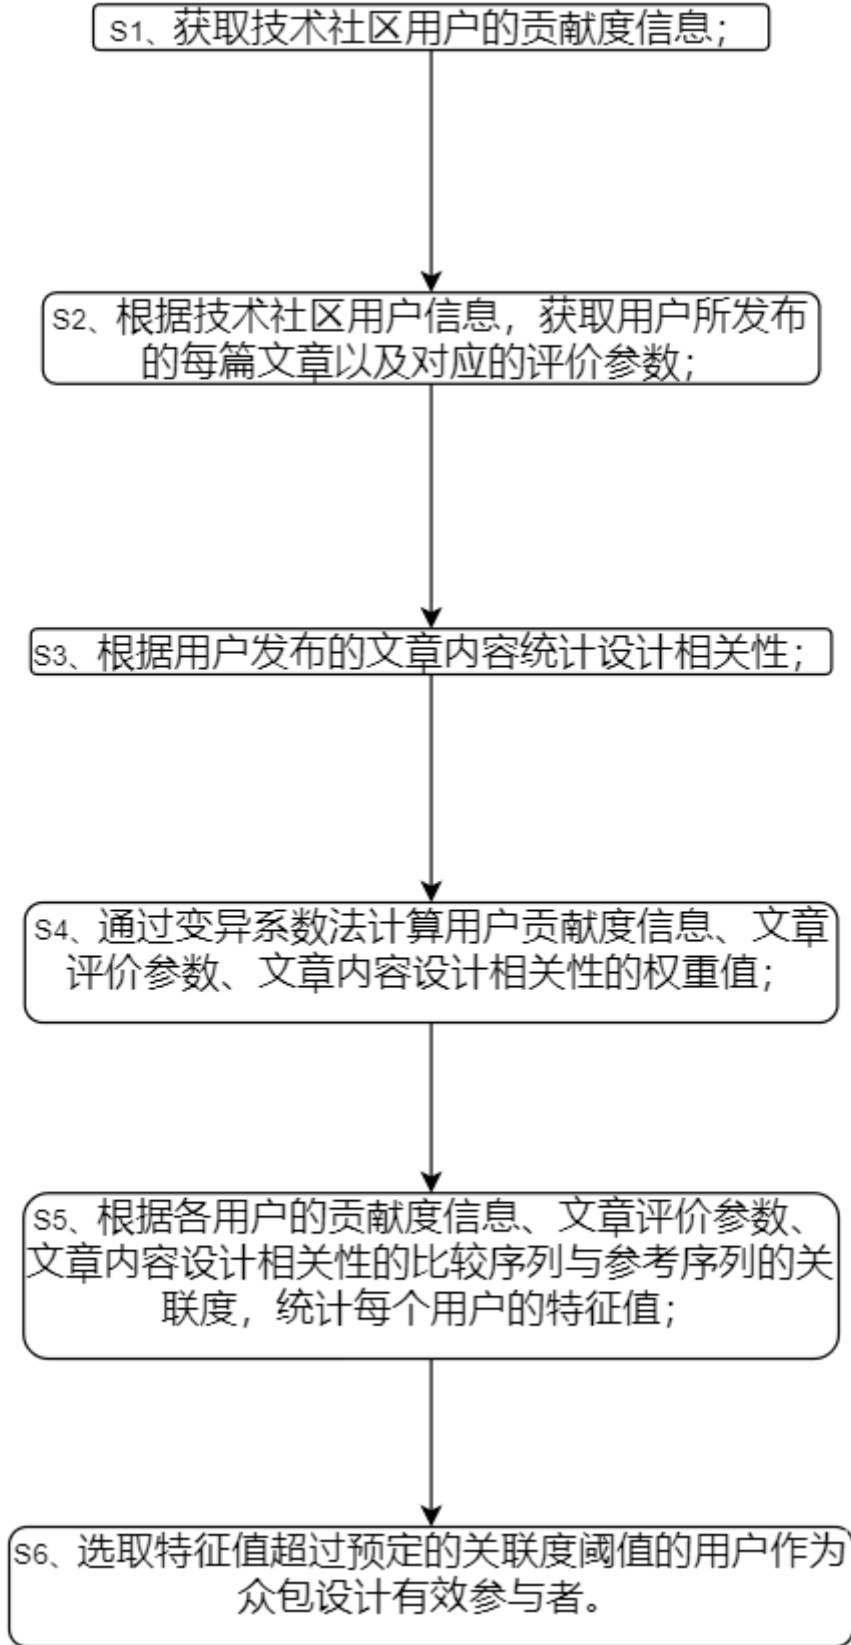 S1、获取技术社区用户的贡献度信息；
S2、根据技术社区用户信息，获取用户所发布
的每篇文章以及对应的评价参数；
S3、根据用户发布的文章内容统计设计相关性；
S4、通过变异系数法计算用户贡献度信息、文章
评价参数、文章内容设计相关性的权重值；
S5、根据各用户的贡献度信息、文章评价参数、
文章内容设计相关性的比较序列与参考序列的关
联度，统计每个用户的特征值；
S6、选取特征值超过预定的关联度阈值的用户作为
众包设计有效参与者。